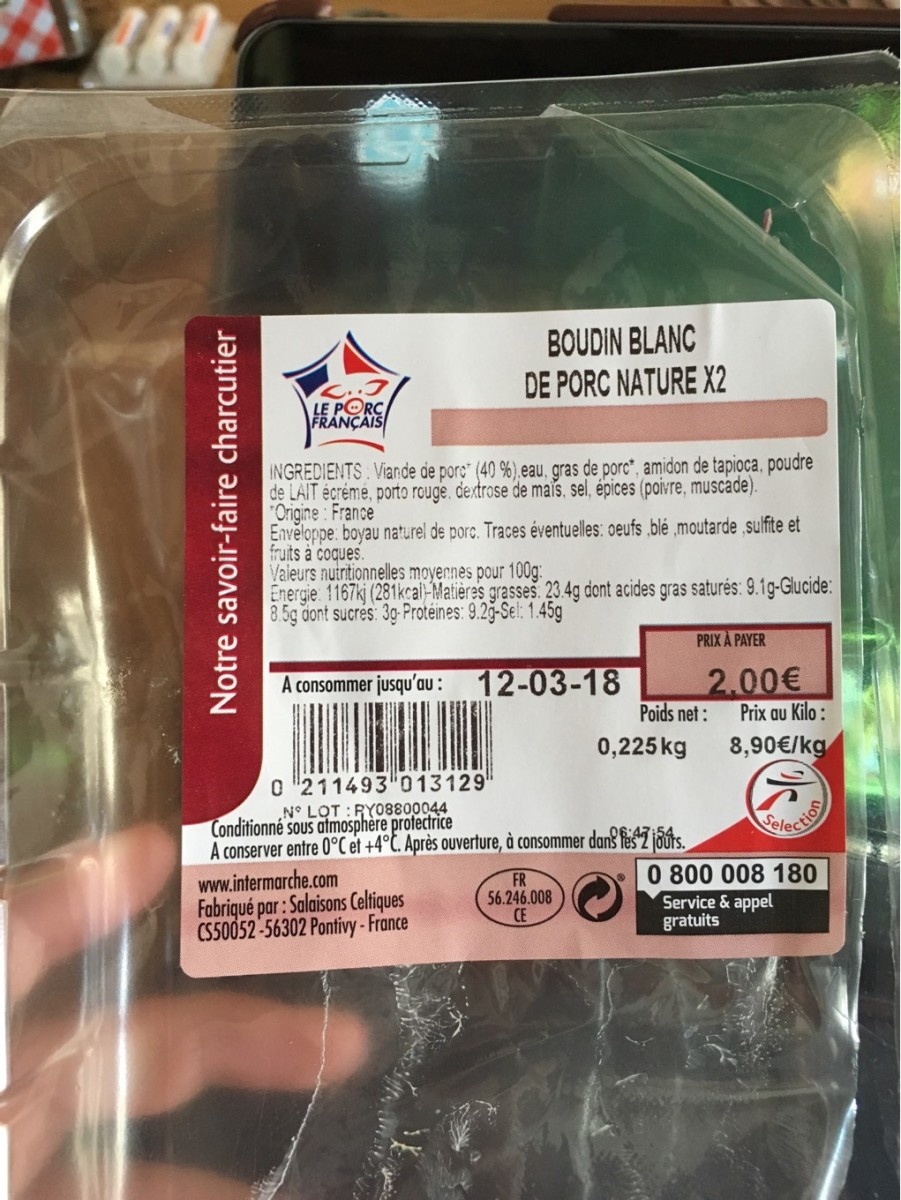 Notre savoir-faire charcutier
LE PORC
FRANÇAIS
BOUDIN BLANC
DE PORC NATURE X2
INGREDIENTS : Viande de porc* (40 %),eau, gras de porc*, amidon de tapioca, poudre
de LAIT écrémé, porto rouge, dextrose de maïs, sel, épices (poivre, muscade).
*Origine : France
Enveloppe: boyau naturel de porc. Traces éventuelles: oeufs ,blé ,moutarde ,sulfite et
fruits à coques.
Valeurs nutritionnelles moyennes pour 100g:
Energie: 1167kj (281kcal)-Matières grasses: 23.4g dont acides gras saturés: 9.1g-Glucide:
8.5g dont sucres: 3g-Protéines: 9.2g-Sel: 1.45g
PRIX À PAYER
2,00€
A consommer jusqu'au : 12-03-18
Poids net : Prix au Kilo :
0,225kg 8,90€/kg
0 211493 013129
N° LOT : RY08800044
Selection
Conditionné sous atmosphère protectrice
06:47:54
A conserver entre 0°C et +4°C. Après ouverture, à consommer dans les 2 jours.
www.intermarche.com
Fabriqué par : Salaisons Celtiques
CS50052 -56302 Pontivy - France
FR
56.246.008
CE
0 800 008 180
Service & appel
gratuits